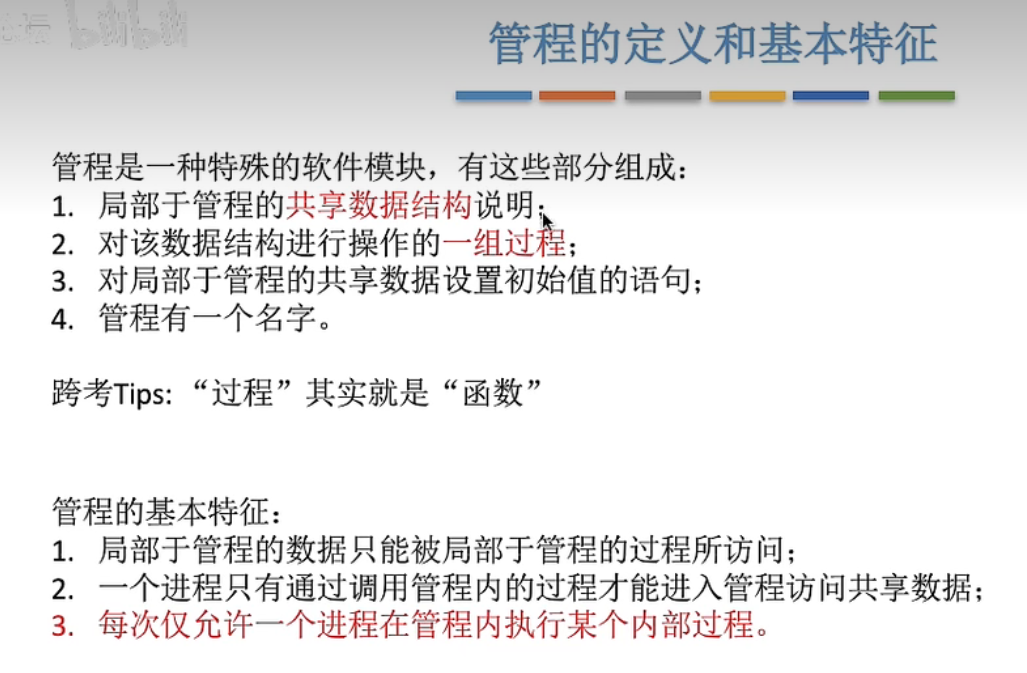 管程的定义和基本特征
管程是一种特殊的软件模块，有这些部分组成：
1. 局部于管程的共享数据结构说明；
2. 对该数据结构进行操作的一组过程；
3. 对局部于管程的共享数据设置初始值的语句；
4. 管程有一个名字。
跨考Tips: “过程”其实就是“函数”
管程的基本特征：
1. 局部于管程的数据只能被局部于管程的过程所访问；
2. 一个进程只有通过调用管程内的过程才能进入管程访问共享数据；
3. 每次仅允许一个进程在管程内执行某个内部过程。